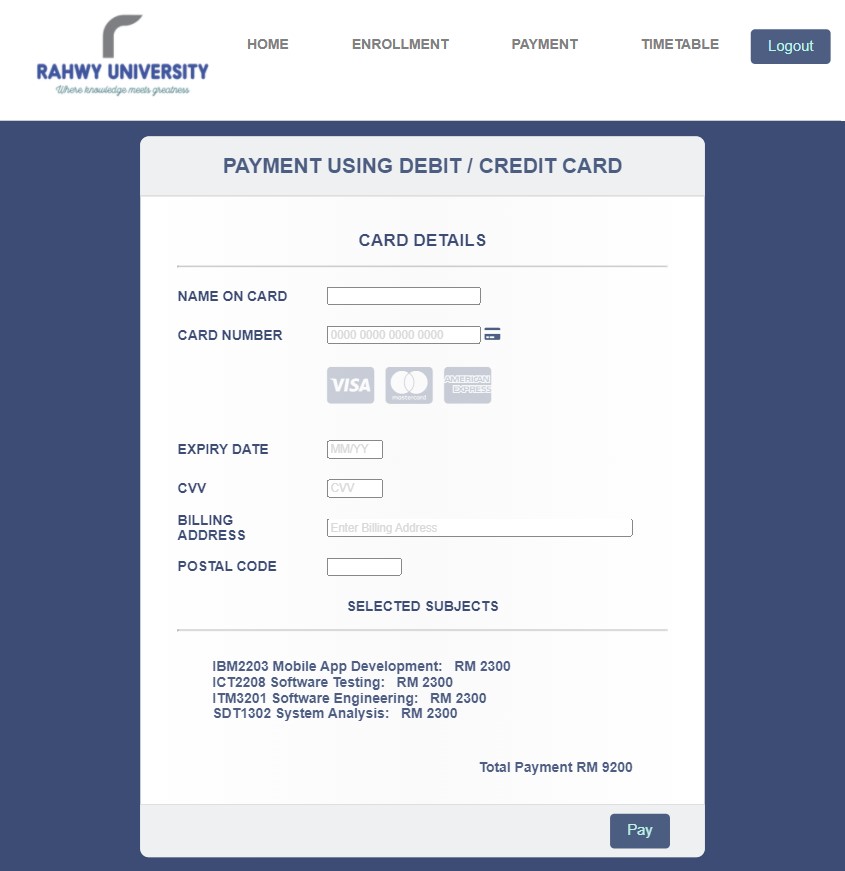 RAHWY UNIVERSITY
Where knowledge meets greatness
HOME ENROLLMENT PAYMENT TIMETABLE Logout
PAYMENT USING DEBIT / CREDIT CARD
CARD DETAILS
NAME ON CARD
CARD NUMBER 0000 0000 0000 0000
VISA mastercard AMERICAN EXPRESS
EXPIRY DATE MM/YY
CVV CVV
BILLING
ADDRESS Enter Billing Address
POSTAL CODE
SELECTED SUBJECTS
IBM2203 Mobile App Development: RM 2300
ICT2208 Software Testing: RM 2300
ITM3201 Software Engineering: RM 2300
SDT1302 System Analysis: RM 2300
Total Payment RM 9200
Pay